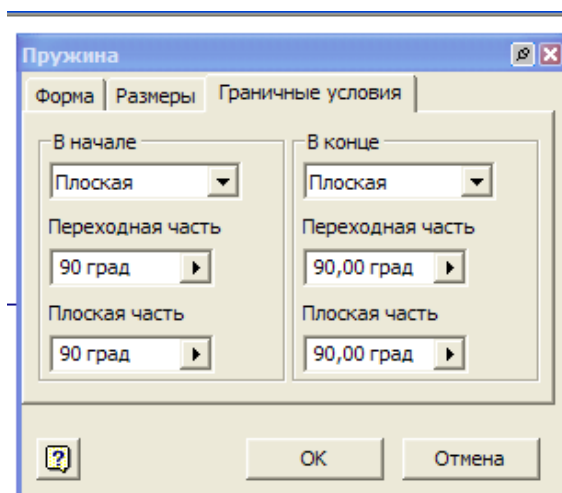 Пружина
Форма Размеры Граничные условия
В начале В конце
Плоская Плоская
Переходная часть Переходная часть
90 град 90,00 град
Плоская часть Плоская часть
90 град 90,00 град
OK Отмена